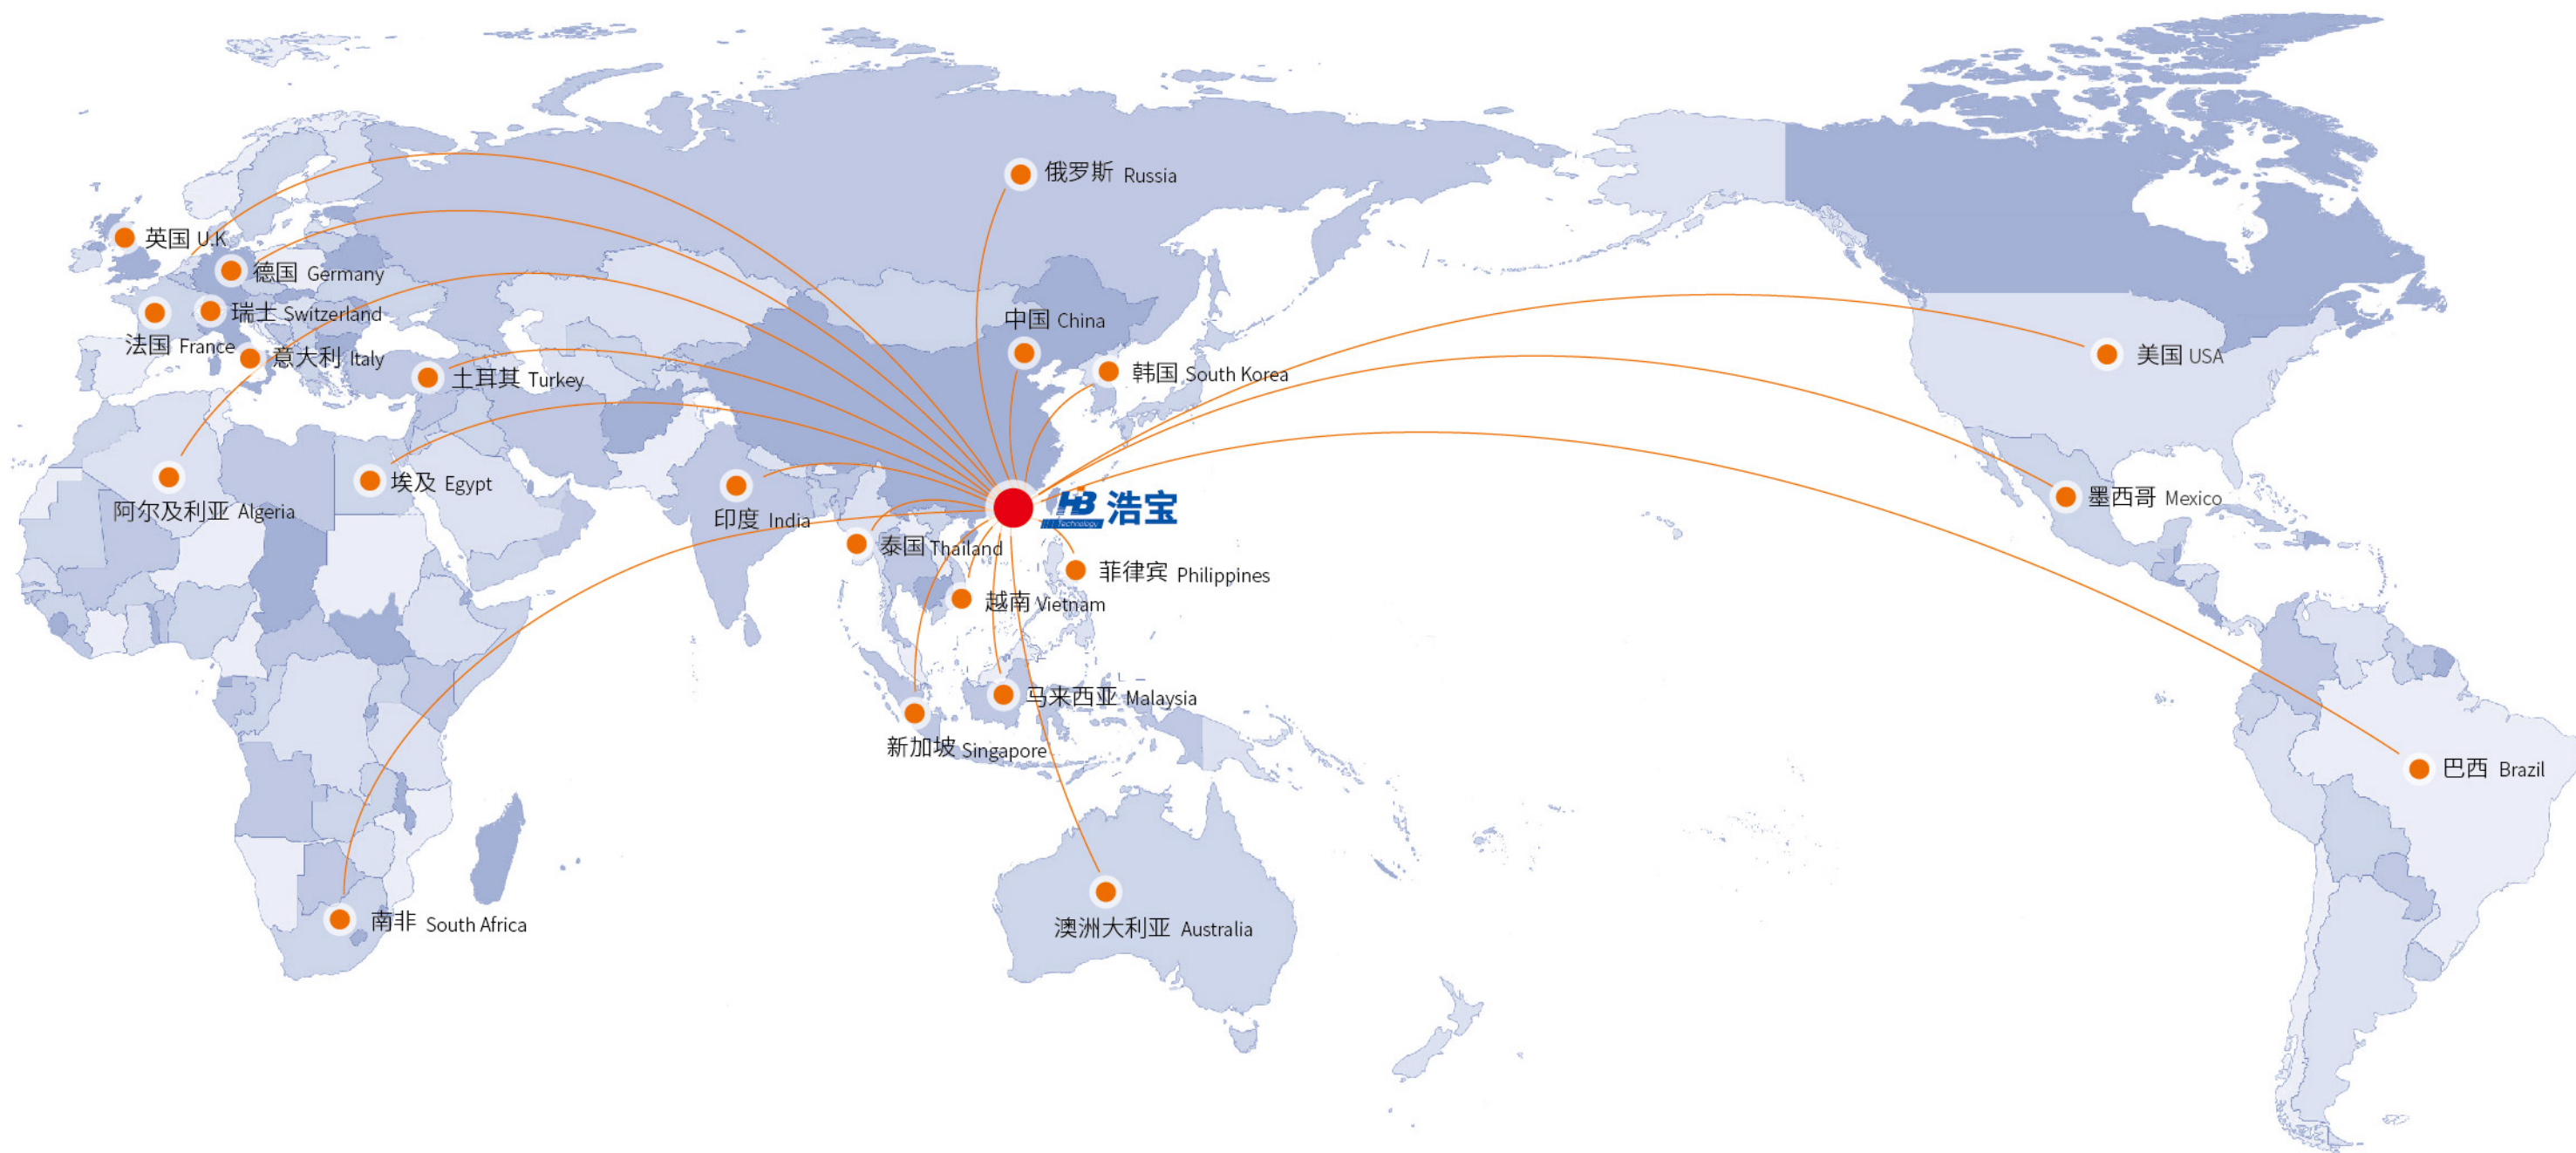 俄罗斯 Russia
英国 U.K
德国 Germany
瑞士 Switzerland
中国 China
法国 France
意大利 Italy
土耳其 Turkey
韩国 South Korea
美国 USA
阿尔及利亚 Algeria
埃及 Egypt
印度 India
HB Technology 浩宝
墨西哥 Mexico
泰国 Thailand
菲律宾 Philippines
越南 Vietnam
马来西亚 Malaysia
新加坡 Singapore
巴西 Brazil
南非 South Africa
澳洲大利亚 Australia